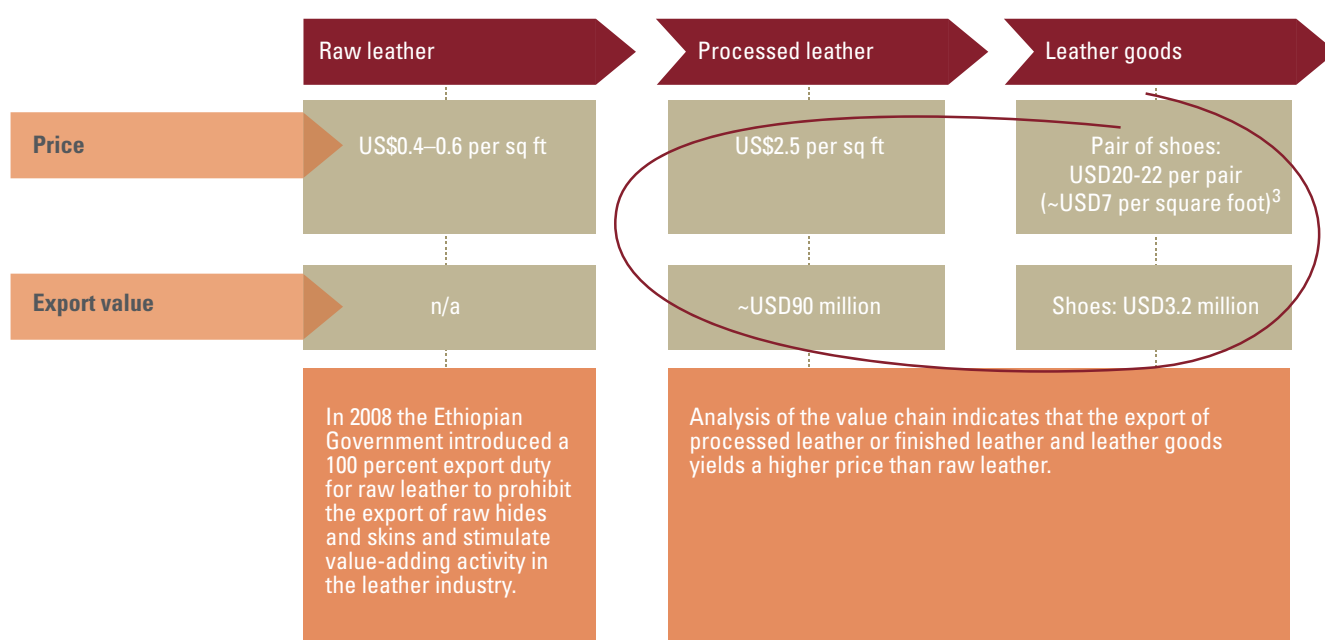 Raw leather
Processed leather
Leather goods
Price
US$0.4–0.6 per sq ft
US$2.5 per sq ft
Pair of shoes:
USD20-22 per pair
(~USD7 per square foot)3
Export value
n/a
~USD90 million
Shoes: USD3.2 million
In 2008 the Ethiopian
Government introduced a
100 percent export duty
for raw leather to prohibit
the export of raw hides
and skins and stimulate
value-adding activity in
the leather industry.
Analysis of the value chain indicates that the export of
processed leather or finished leather and leather goods
yields a higher price than raw leather.